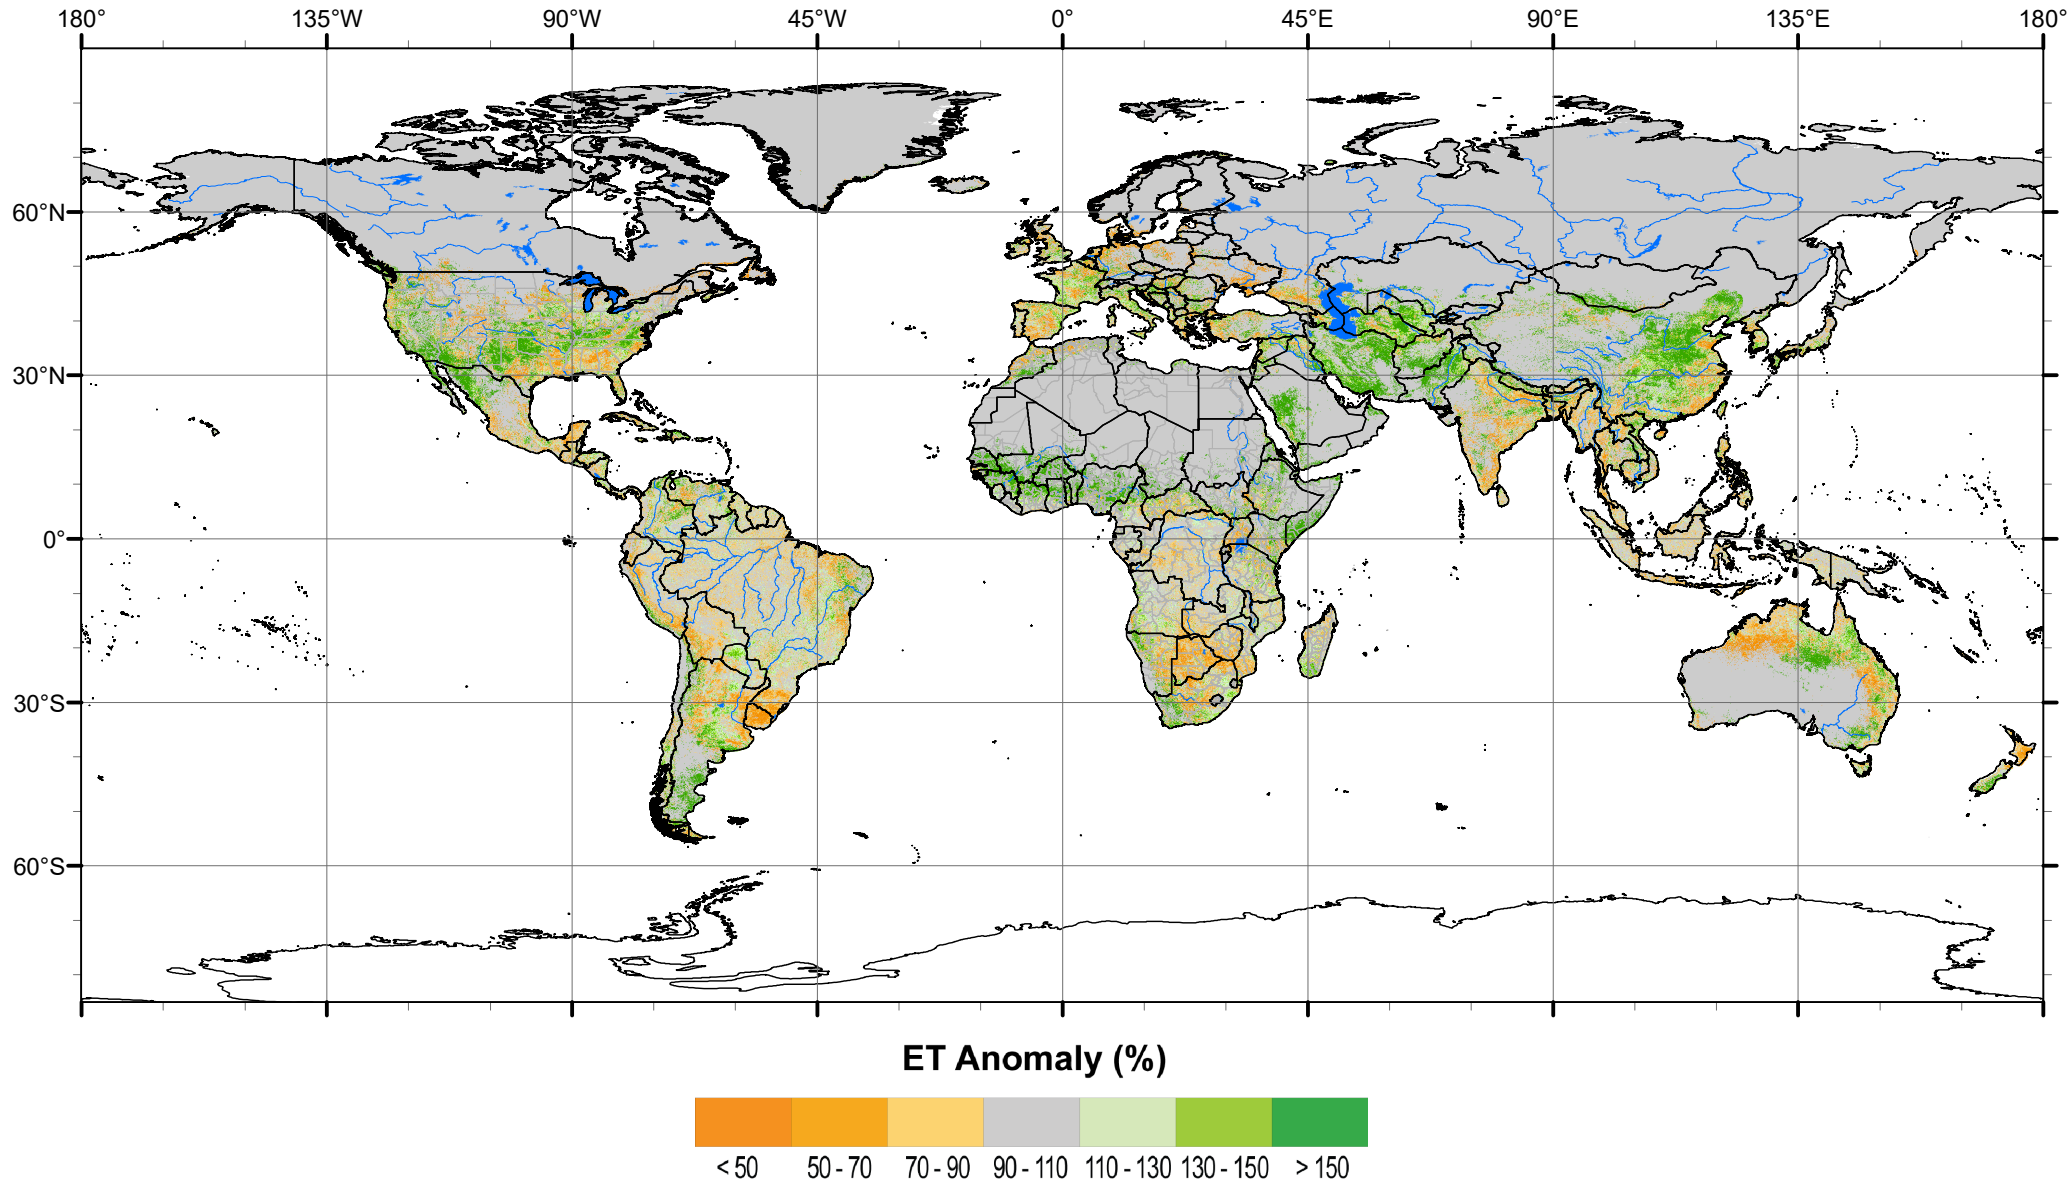 180° 135°W 90°W 45°W 0° 45°E 90°E 135°E 180°
60°N
30°N
0°
30°S
60°S
ET Anomaly (%)
< 50 50 - 70 70 - 90 90 - 110 110 - 130 130 - 150 > 150